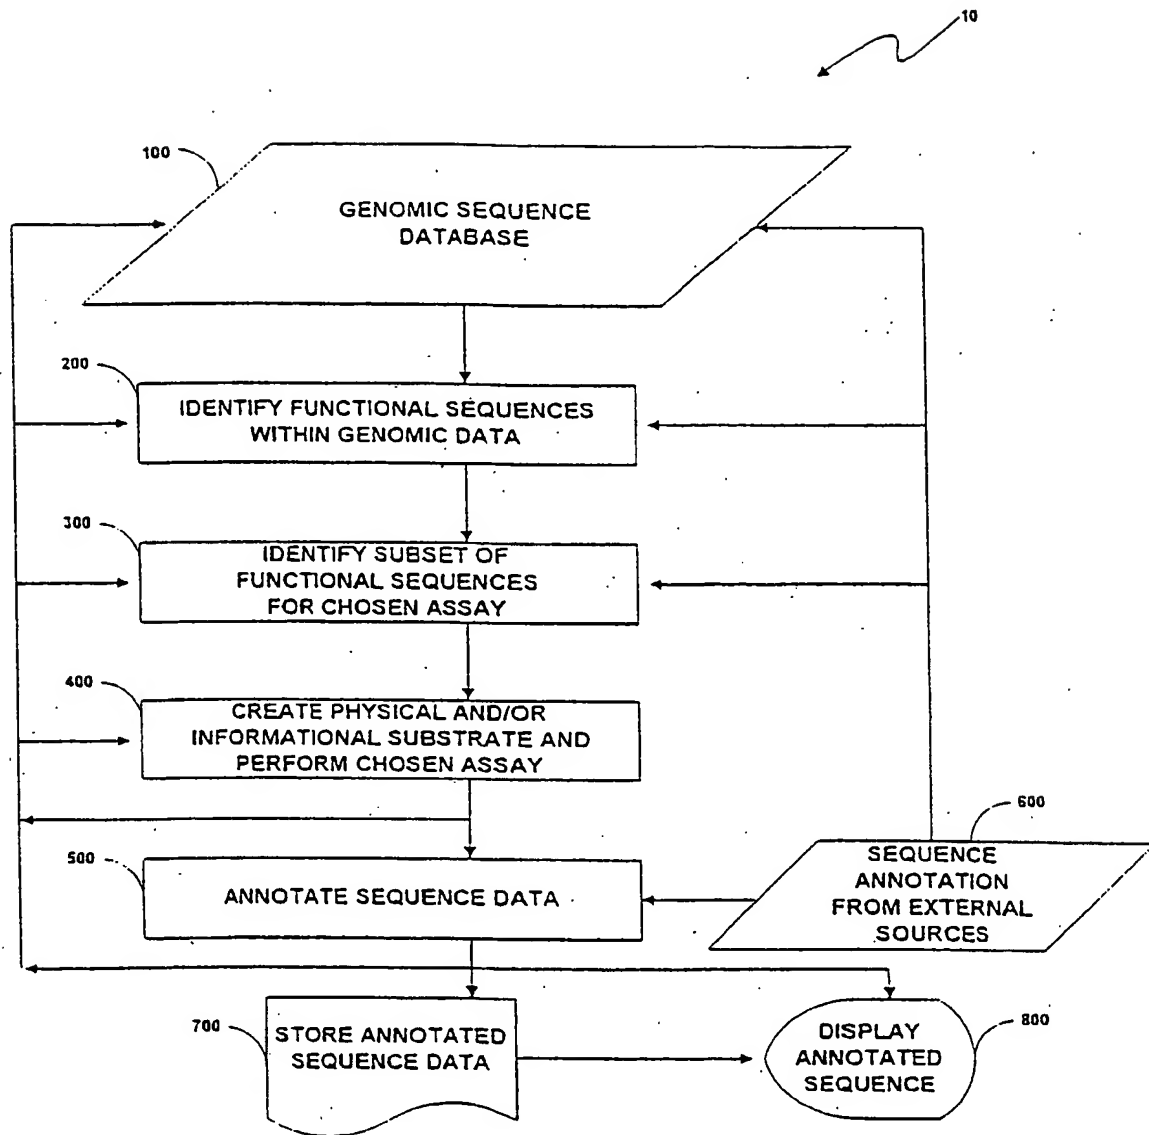 10
100
GENOMIC SEQUENCE
DATABASE
200
IDENTIFY FUNCTIONAL SEQUENCES
WITHIN GENOMIC DATA
300
IDENTIFY SUBSET OF
FUNCTIONAL SEQUENCES
FOR CHOSEN ASSAY
400
CREATE PHYSICAL AND/OR
INFORMATIONAL SUBSTRATE AND
PERFORM CHOSEN ASSAY
500
ANNOTATE SEQUENCE DATA
600
SEQUENCE
ANNOTATION
FROM EXTERNAL
SOURCES
700
STORE ANNOTATED
SEQUENCE DATA
800
DISPLAY
ANNOTATED
SEQUENCE